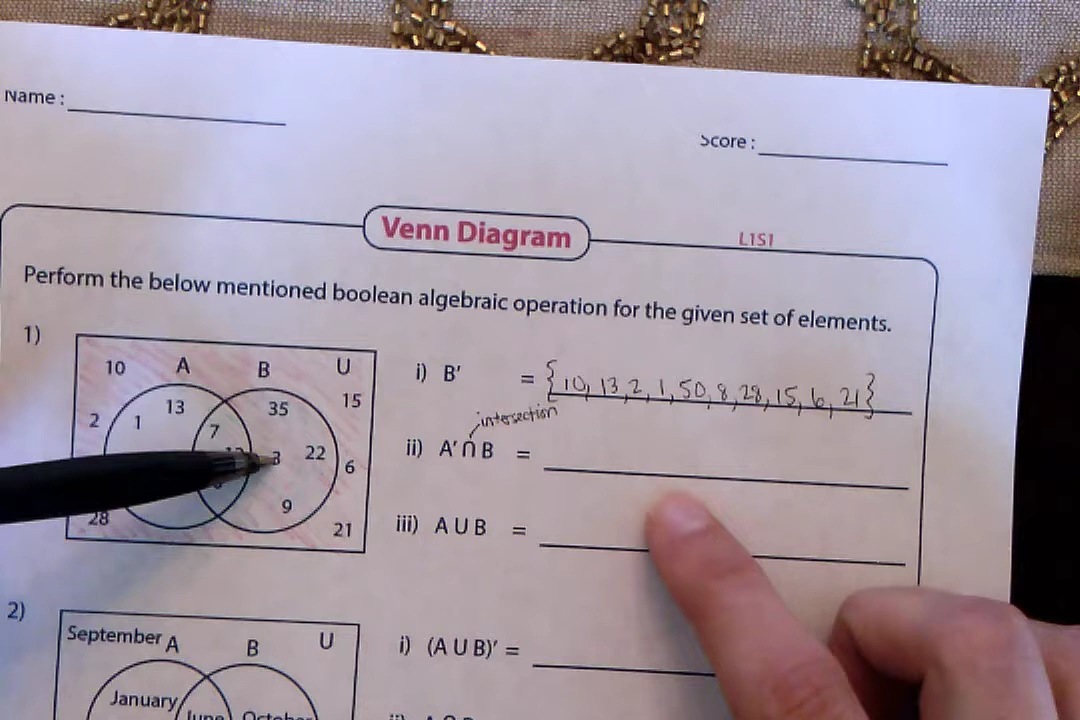 Name :
Score :
Venn Diagram
L1S1
Perform the below mentioned boolean algebraic operation for the given set of elements.
1)
10 A B U
2 1 13 7 35 15
3 22 6
9
28 21
i) B′ = {10, 13, 2, 1, 50, 8, 28, 15, 6, 21}
intersection
ii) A′ ∩ B =
iii) A U B =
2)
September A B U
January June October
i) (A U B)′ =